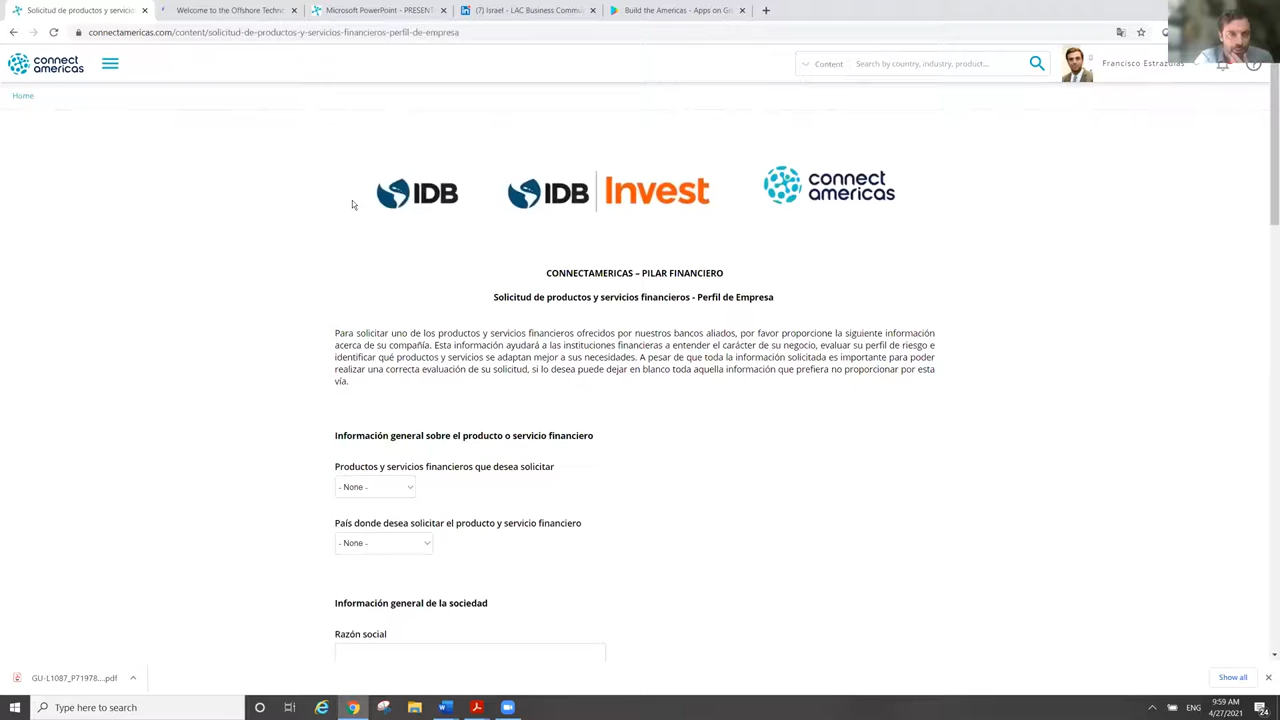 Solicitud de productos y servicio
Welcome to the Offshore Techno
Microsoft PowerPoint - PRESENT
(7) Israel - LAC Business Commu
Build the Americas - Apps on Go
connectamericas.com/content/solicitud-de-productos-y-servicios-financieros-perfil-de-empresa
connect
americas
Content
Search by country, industry, product...
Francisco Estrazulas
Home
IDB
IDB Invest
connect
americas
CONNECTAMERICAS – PILAR FINANCIERO
Solicitud de productos y servicios financieros - Perfil de Empresa
Para solicitar uno de los productos y servicios financieros ofrecidos por nuestros bancos aliados, por favor proporcione la siguiente información
acerca de su compañía. Esta información ayudará a las instituciones financieras a entender el carácter de su negocio, evaluar su perfil de riesgo e
identificar qué productos y servicios se adaptan mejor a sus necesidades. A pesar de que toda la información solicitada es importante para poder
realizar una correcta evaluación de su solicitud, si lo desea puede dejar en blanco toda aquella información que prefiera no proporcionar por esta
vía.
Información general sobre el producto o servicio financiero
Productos y servicios financieros que desea solicitar
- None -
País donde desea solicitar el producto y servicio financiero
- None -
Información general de la sociedad
Razón social
GU-L1087_P71978....pdf
Show all
Type here to search
ENG
9:59 AM
4/27/2021
24